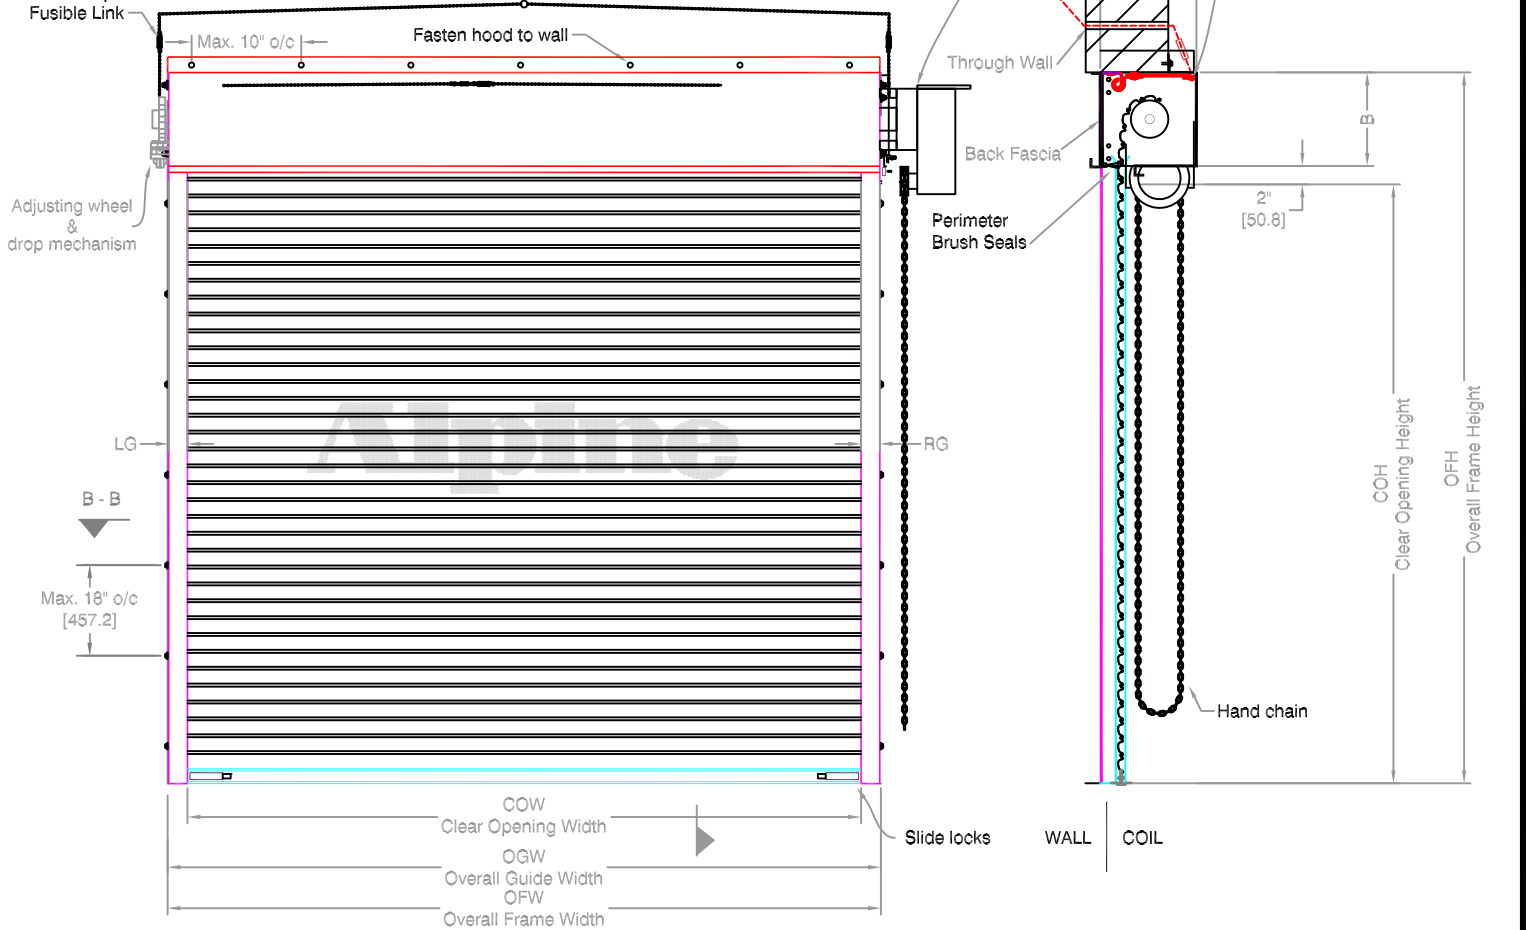 Fusible Link
Max. 10" o/c
Fasten hood to wall
Through Wall
Back Fascia
B
2"
[50.8]
Adjusting wheel
&
drop mechanism
Perimeter
Brush Seals
Alpine
LG
RG
B - B
Max. 18" o/c
[457.2]
COH
Clear Opening Height
OFH
Overall Frame Height
Hand chain
COW
Clear Opening Width
Slide locks
WALL
COIL
OGW
Overall Guide Width
OFW
Overall Frame Width